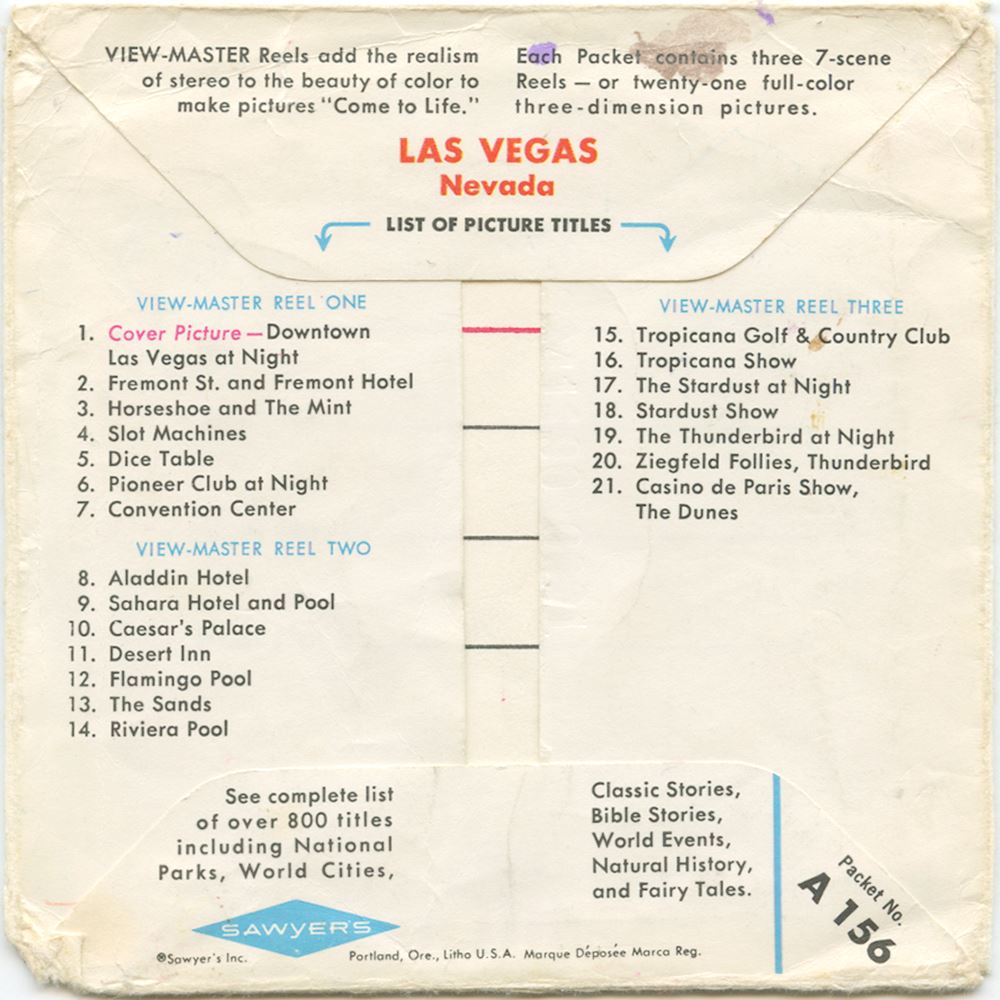 VIEW-MASTER Reels add the realism
of stereo to the beauty of color to
make pictures "Come to Life."
Each Packet contains three 7-scene
Reels — or twenty-one full-color
three-dimension pictures.
LAS VEGAS
Nevada
LIST OF PICTURE TITLES
VIEW-MASTER REEL ONE
1. Cover Picture — Downtown
Las Vegas at Night
2. Fremont St. and Fremont Hotel
3. Horseshoe and The Mint
4. Slot Machines
5. Dice Table
6. Pioneer Club at Night
7. Convention Center
VIEW-MASTER REEL TWO
8. Aladdin Hotel
9. Sahara Hotel and Pool
10. Caesar's Palace
11. Desert Inn
12. Flamingo Pool
13. The Sands
14. Riviera Pool
VIEW-MASTER REEL THREE
15. Tropicana Golf & Country Club
16. Tropicana Show
17. The Stardust at Night
18. Stardust Show
19. The Thunderbird at Night
20. Ziegfeld Follies, Thunderbird
21. Casino de Paris Show,
The Dunes
See complete list
of over 800 titles
including National
Parks, World Cities,
Classic Stories,
Bible Stories,
World Events,
Natural History,
and Fairy Tales.
SAWYER'S
®Sawyer's Inc.
Portland, Ore., Litho U.S.A. Marque Déposée Marca Reg.
Packet No.
A 156